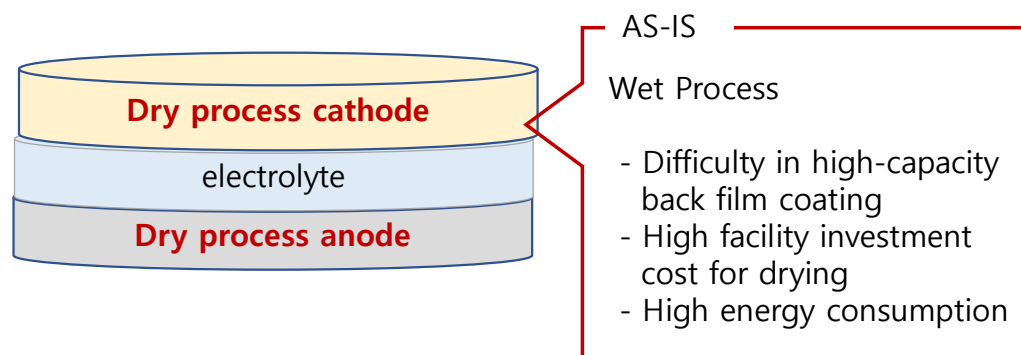 Dry process cathode
electrolyte
Dry process anode
AS-IS
Wet Process
- Difficulty in high-capacity
back film coating
- High facility investment
cost for drying
- High energy consumption